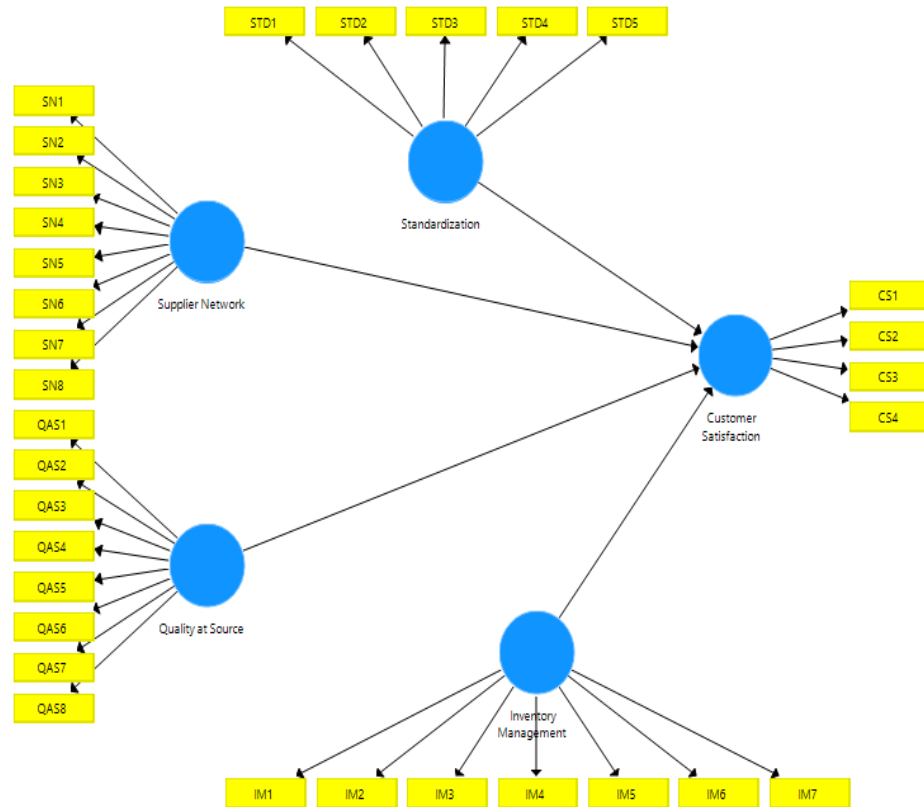 STD1
STD2
STD3
STD4
STD5
Standardization
SN1
SN2
SN3
SN4
SN5
SN6
SN7
SN8
Supplier Network
CS1
CS2
CS3
CS4
Customer
Satisfaction
QAS1
QAS2
QAS3
QAS4
QAS5
QAS6
QAS7
QAS8
Quality at Source
Inventory
Management
IM1
IM2
IM3
IM4
IM5
IM6
IM7